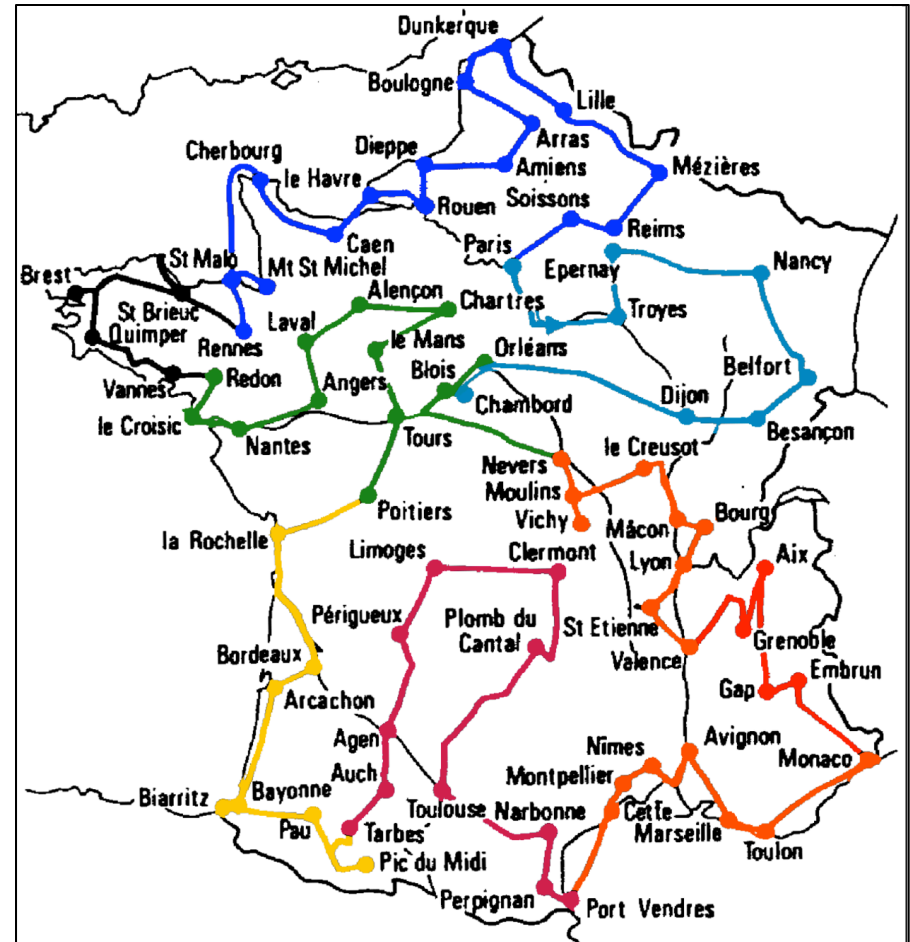 Dunkerque
Boulogne
Lille
Arras
Dieppe
Cherbourg
Amiens
Mézières
le Havre
Soissons
Rouen
Reims
Caen
Paris
St Malo
Mt St Michel
Epernay
Nancy
Brest
Alençon
Chartres
St Brieuc
Troyes
Quimper
Laval
le Mans
Rennes
Orléans
Blois
Belfort
Vannes
Redon
Angers
Chambord
Dijon
le Croisic
Nantes
Tours
Besançon
le Creusot
Nevers
Moulins
Poitiers
Vichy
Mâcon
Bourg
la Rochelle
Limoges
Clermont
Lyon
Aix
Périgueux
Plomb du
Cantal
St Etienne
Grenoble
Valence
Bordeaux
Embrun
Gap
Arcachon
Agen
Nîmes
Avignon
Monaco
Auch
Montpellier
Biarritz
Bayonne
Toulouse
Narbonne
Cette
Marseille
Pau
Tarbes
Toulon
Pic du Midi
Perpignan
Port Vendres